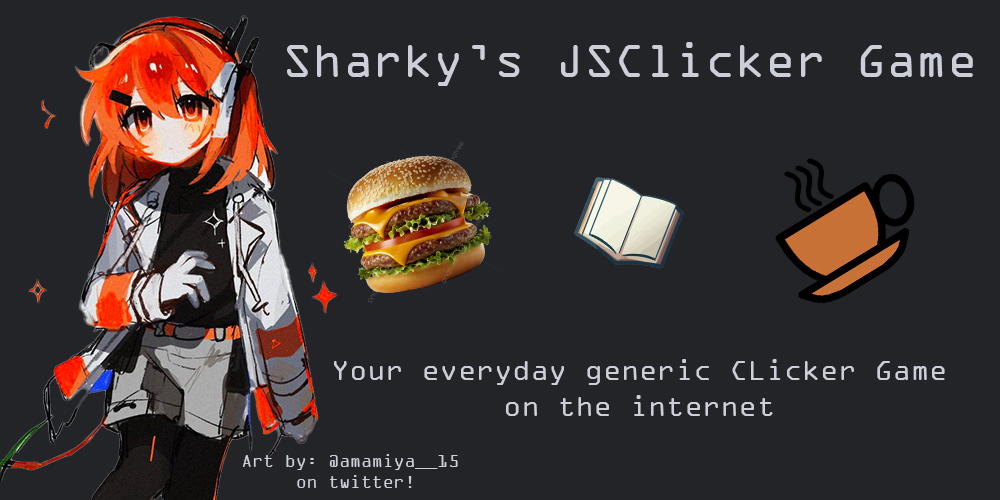 Sharky's JSClicker Game
Your everyday generic CLicker Game
on the internet
Art by: @amamiya__15
on twitter!